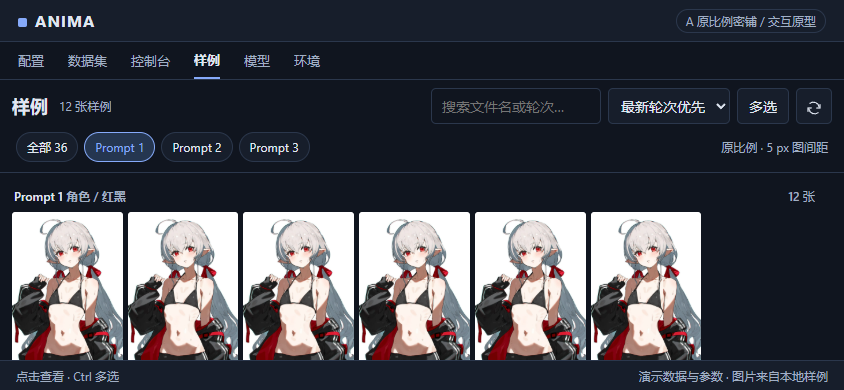 ANIMA
A 原比例密铺 / 交互原型
配置 数据集 控制台 样例 模型 环境
样例 12 张样例 搜索文件名或轮次... 最新轮次优先 多选
全部 36 Prompt 1 Prompt 2 Prompt 3 原比例 · 5 px 图间距
Prompt 1 角色 / 红黑 12 张
点击查看 · Ctrl 多选 演示数据与参数 · 图片来自本地样例